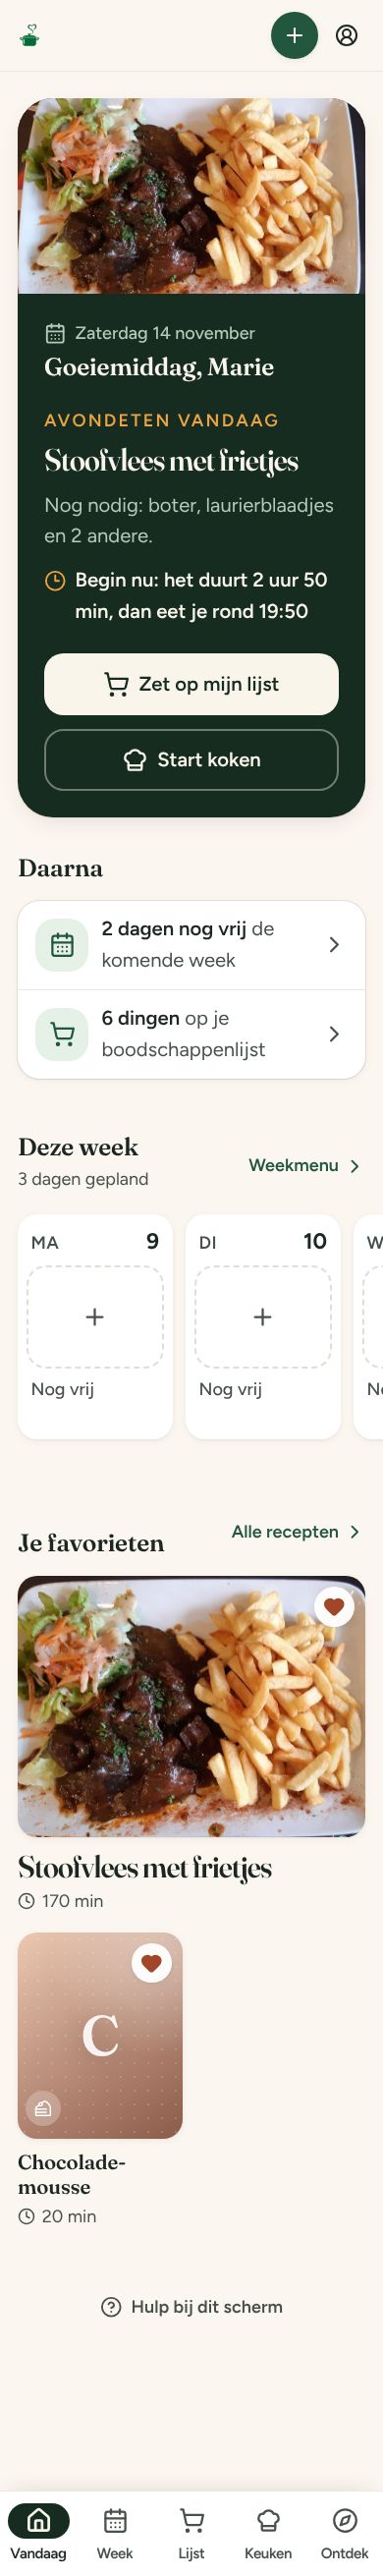 Zaterdag 14 november
Goeiemiddag, Marie
AVONDETEN VANDAAG
Stoofvlees met frietjes
Nog nodig: boter, laurierblaadjes
en 2 andere.
Begin nu: het duurt 2 uur 50
min, dan eet je rond 19:50
Zet op mijn lijst
Start koken
Daarna
2 dagen nog vrij de
komende week
6 dingen op je
boodschappenlijst
Deze week
3 dagen gepland
Weekmenu
MA 9 DI 10 W
Nog vrij Nog vrij N
Je favorieten
Alle recepten
Stoofvlees met frietjes
170 min
C
Chocolade-
mousse
20 min
Hulp bij dit scherm
Vandaag Week Lijst Keuken Ontdek